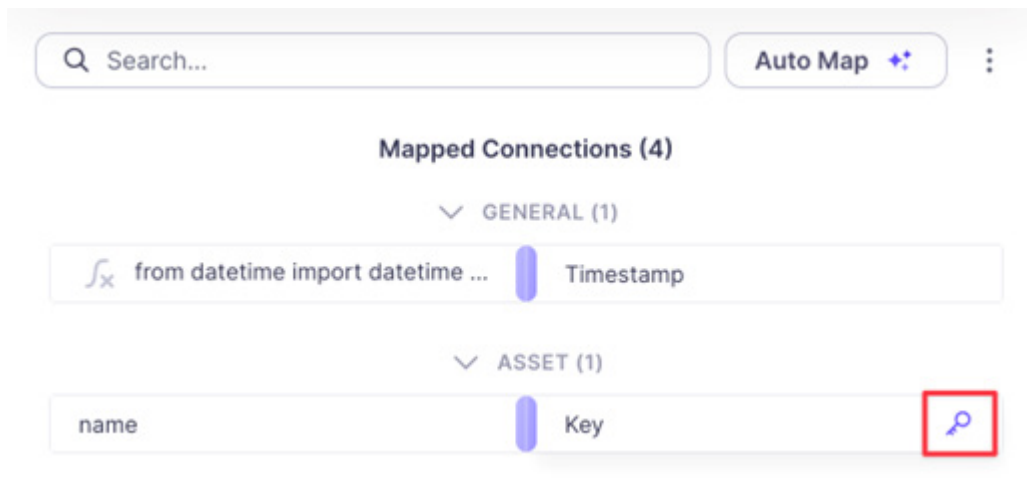 Search...
Auto Map
Mapped Connections (4)
GENERAL (1)
from datetime import datetime ...
Timestamp
ASSET (1)
name
Key